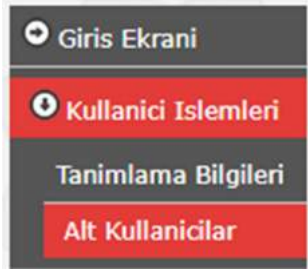 Giris Ekrani
Kullanici Islemleri
Tanimlama Bilgileri
Alt Kullanicilar